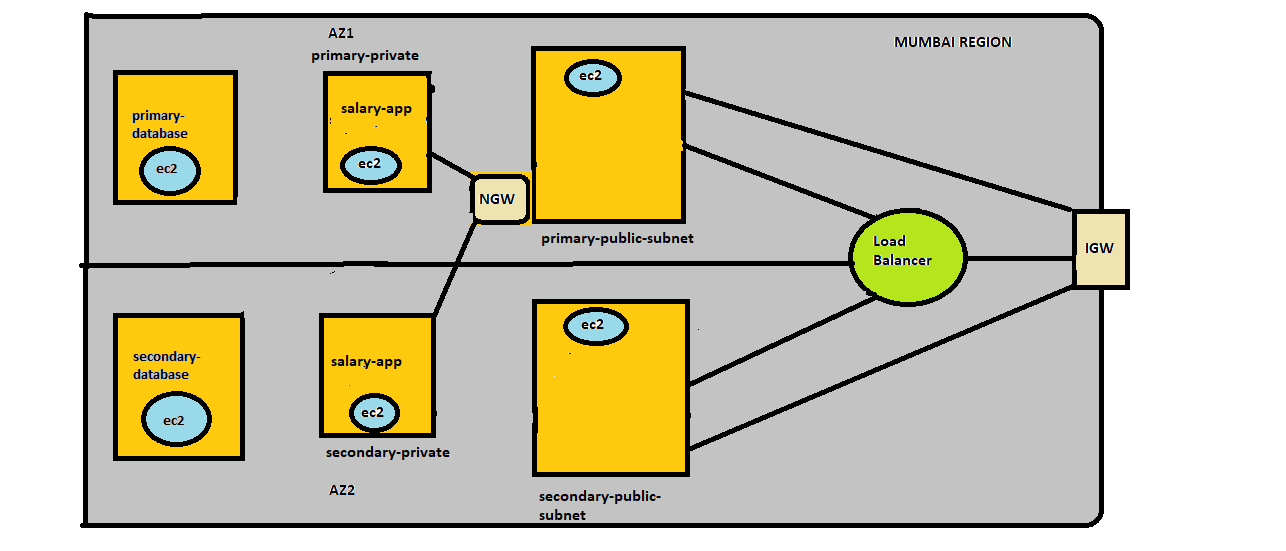 AZ1
MUMBAI REGION
primary-private
primary-
database
ec2
salary-app
ec2
ec2
NGW
primary-public-subnet
Load
Balancer
IGW
secondary-
database
ec2
salary-app
ec2
secondary-private
AZ2
ec2
secondary-public-
subnet